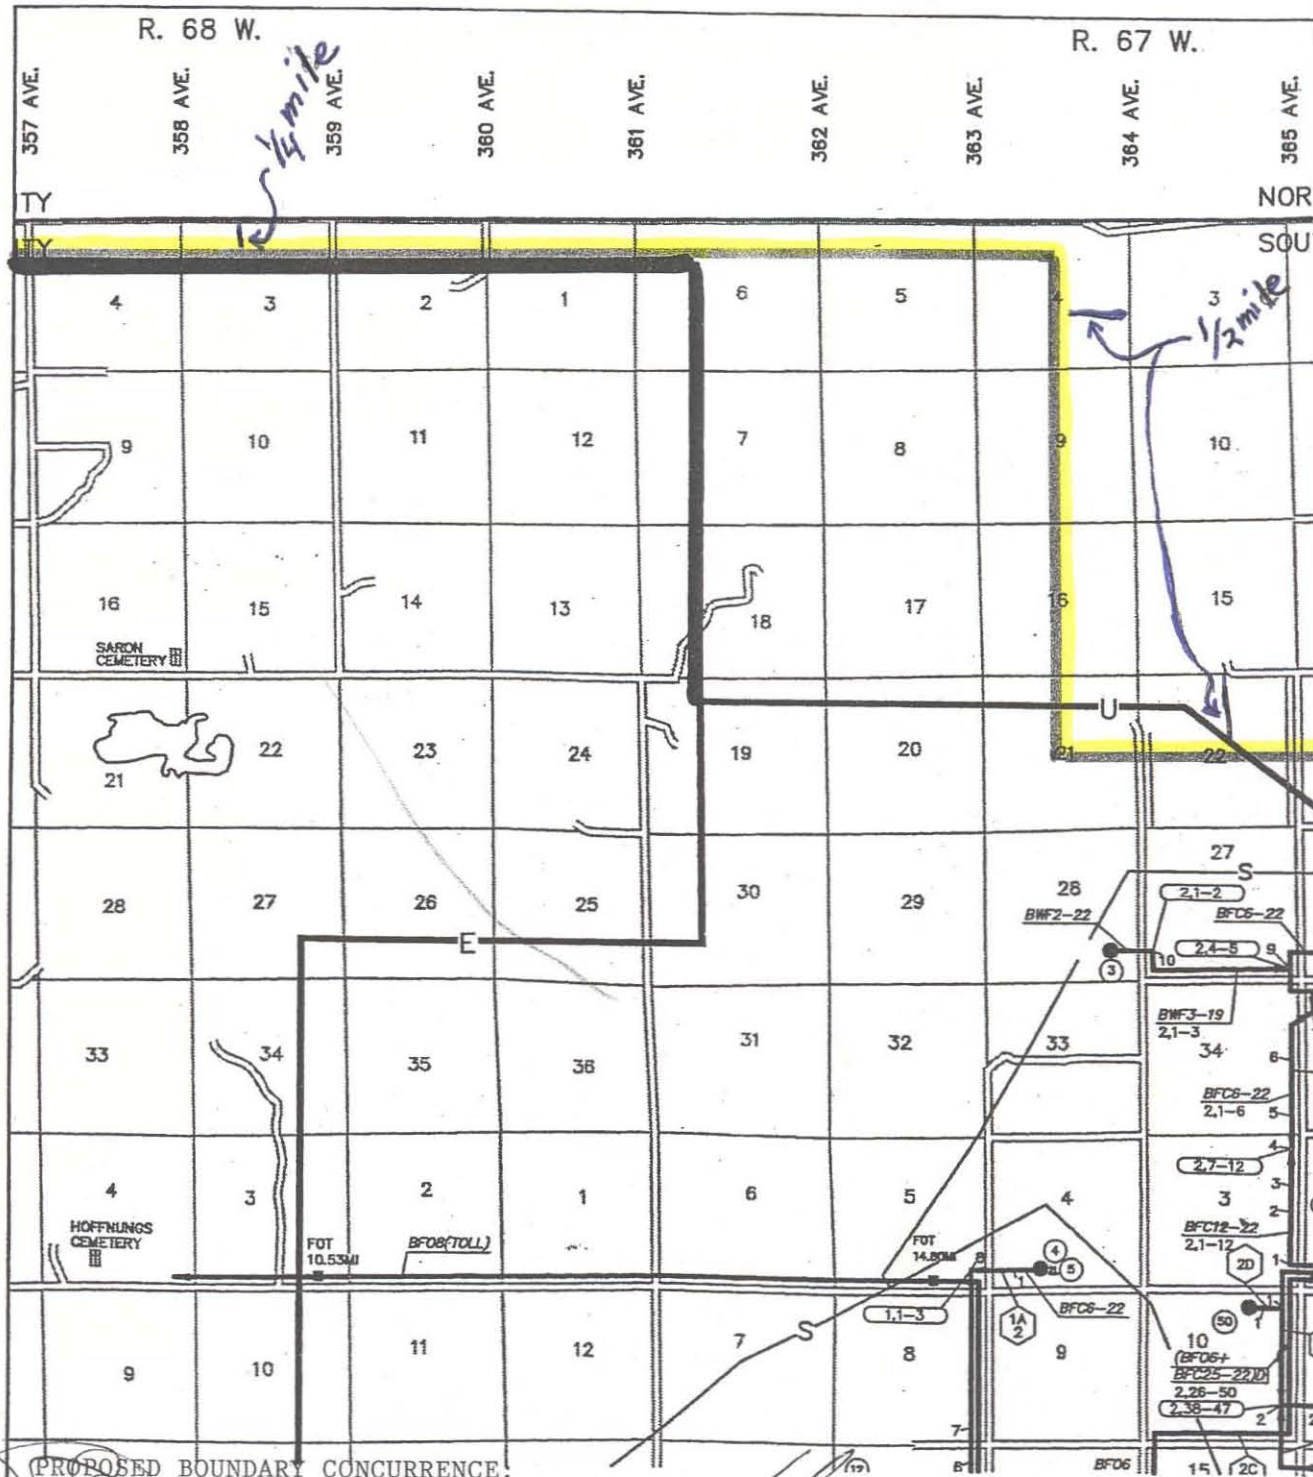 R. 68 W.
R. 67 W.
1/4 mile
357 AVE.
358 AVE.
359 AVE.
360 AVE.
361 AVE.
362 AVE.
363 AVE.
364 AVE.
365 AVE.
TY
NOR
TY
SOU
4 3 2 1 6 5 4 3
1/2 mile
9 10 11 12 7 8 9 10
16 15 14 13 18 17 16 15
SARON
CEMETERY
U
21 22 23 24 19 20 21 22
28 27 26 25 30 29 28 27
S
2,1-2
BWF2-22
BFC6-22
E
2,4-5
9
10
3
BWF3-19
2,1-3
33 34 35 36 31 32 33 34
6
BFC6-22
2,1-6
5
4
2,7-12
3
2
4 3 2 1 6 5 4 3
HOFFNUNGS
CEMETERY
BFC12-22
2,1-12
1
FOT
10.53MI
BF08(TOLL)
FOT
14.80MI
8
4
5
2D
1
1,1-3
1A
2
BFC6-22
50
1
1
S
9 10 11 12 7 8 9 10
(BF06+
BFC25-22)D
2,26-50
2,38-47
2
2
7
6
BF06
15
2C
PROPOSED BOUNDARY CONCURRENCE.